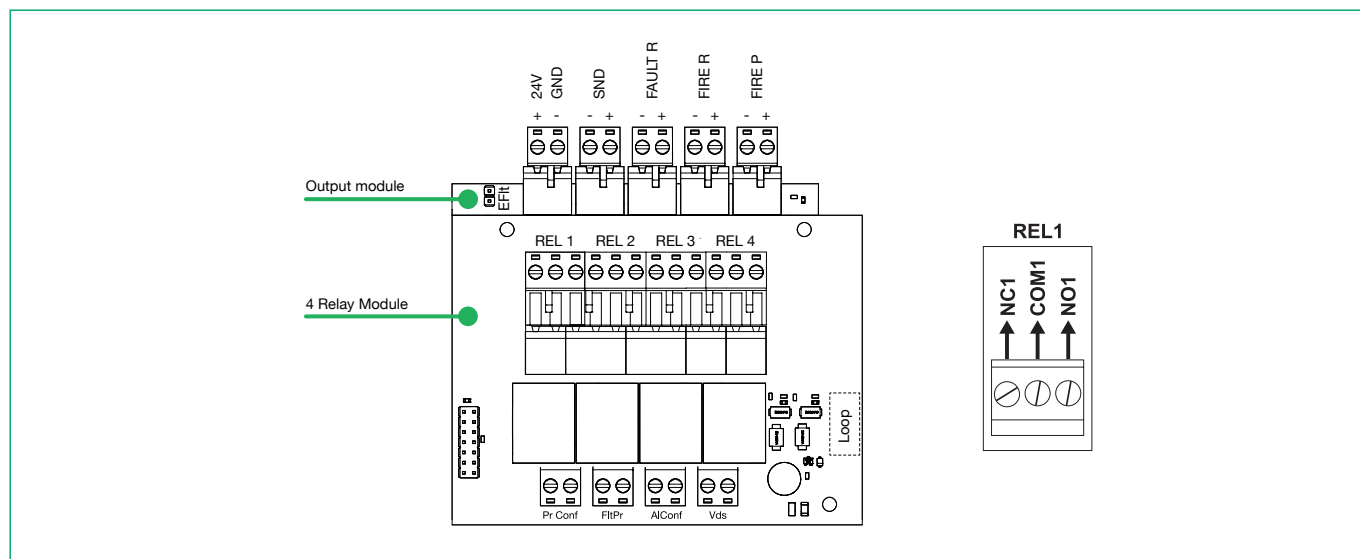 24V
GND
SND
FAULT R
FIRE R
FIRE P
+ - - + - + - + - +
Output module
EFlt
REL 1 REL 2 REL 3 REL 4
4 Relay Module
Loop
Pr Conf FltPr AlConf Vds
REL1
NC1
COM1
NO1